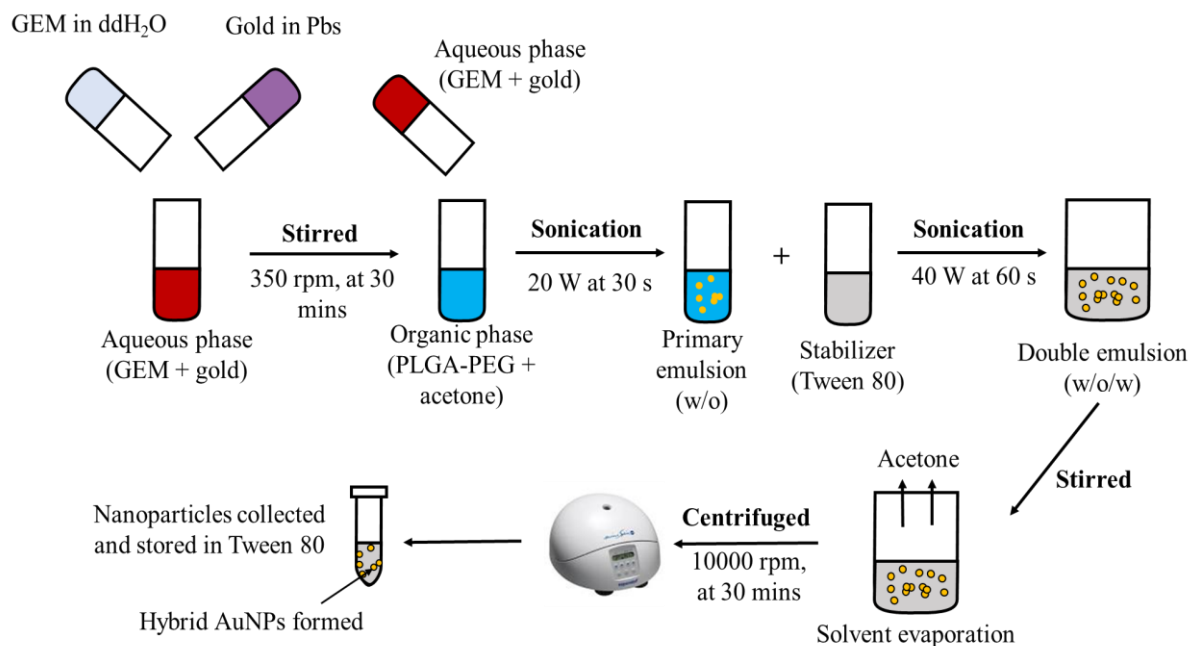 GEM in ddH₂O
Gold in Pbs
Aqueous phase
(GEM + gold)
Stirred
350 rpm, at 30
mins
Sonication
20 W at 30 s
+
Sonication
40 W at 60 s
Aqueous phase
(GEM + gold)
Organic phase
(PLGA-PEG +
acetone)
Primary
emulsion
(w/o)
Stabilizer
(Tween 80)
Double emulsion
(w/o/w)
Stirred
Acetone
Solvent evaporation
Centrifuged
10000 rpm,
at 30 mins
Nanoparticles collected
and stored in Tween 80
Hybrid AuNPs formed